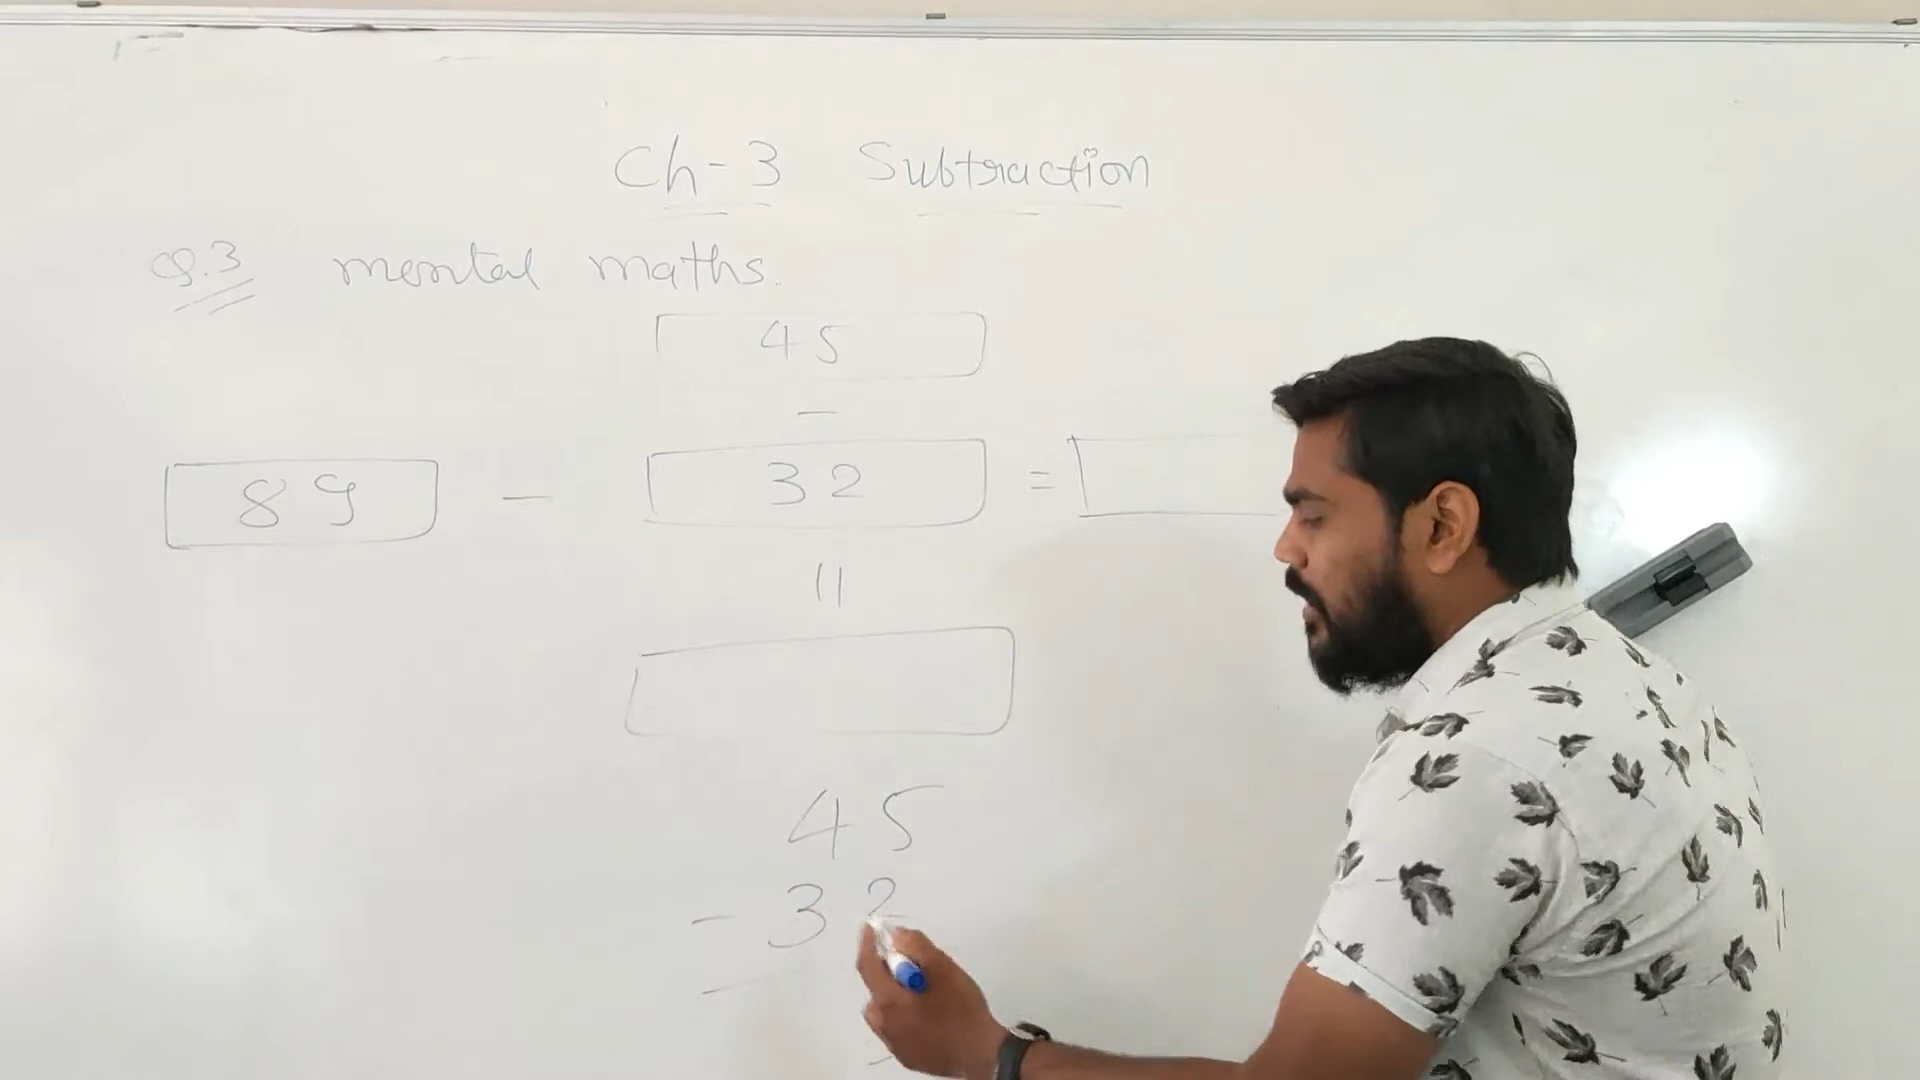 Ch-3 Subtraction
Q.3 mental maths.
45
-
89 - 32 =
=
45
- 32